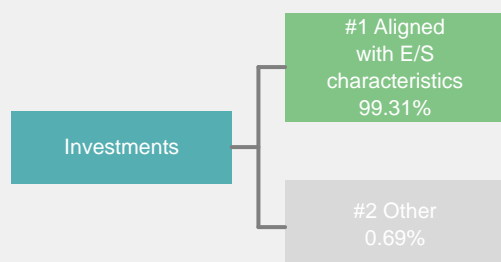 #1 Aligned
with E/S
characteristics
99.31%
Investments
#2 Other
0.69%